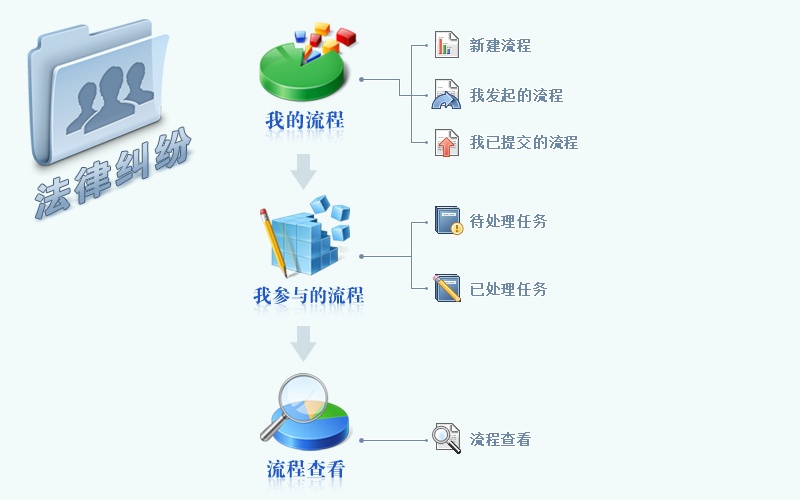 法律纠纷
我的流程
新建流程
我发起的流程
我已提交的流程
我参与的流程
待处理任务
已处理任务
流程查看
流程查看